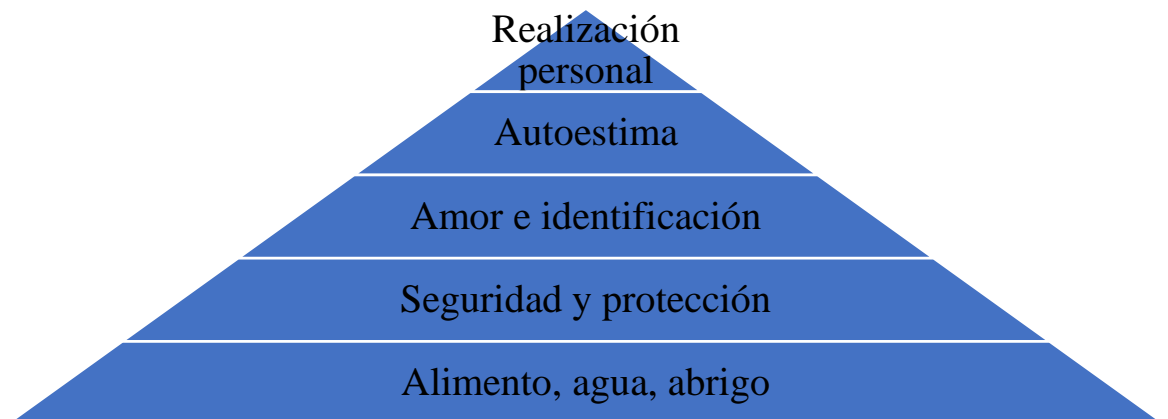 Realización
personal
Autoestima
Amor e identificación
Seguridad y protección
Alimento, agua, abrigo